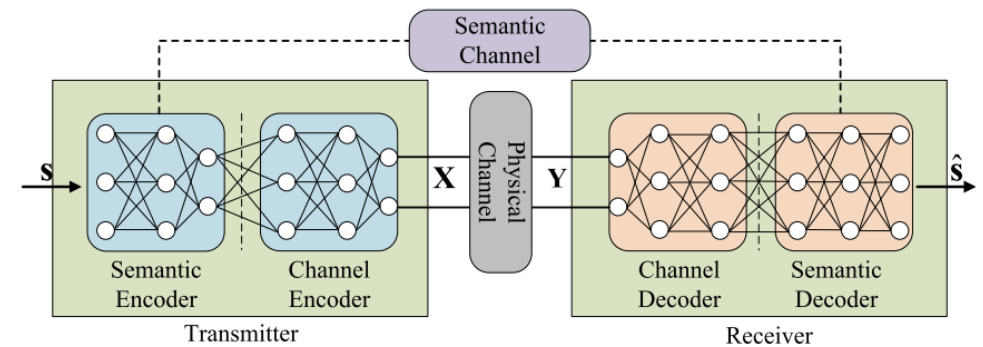 Semantic
Channel
s
X
Physical
Channel
Y
ŝ
Semantic
Encoder
Channel
Encoder
Channel
Decoder
Semantic
Decoder
Transmitter
Receiver